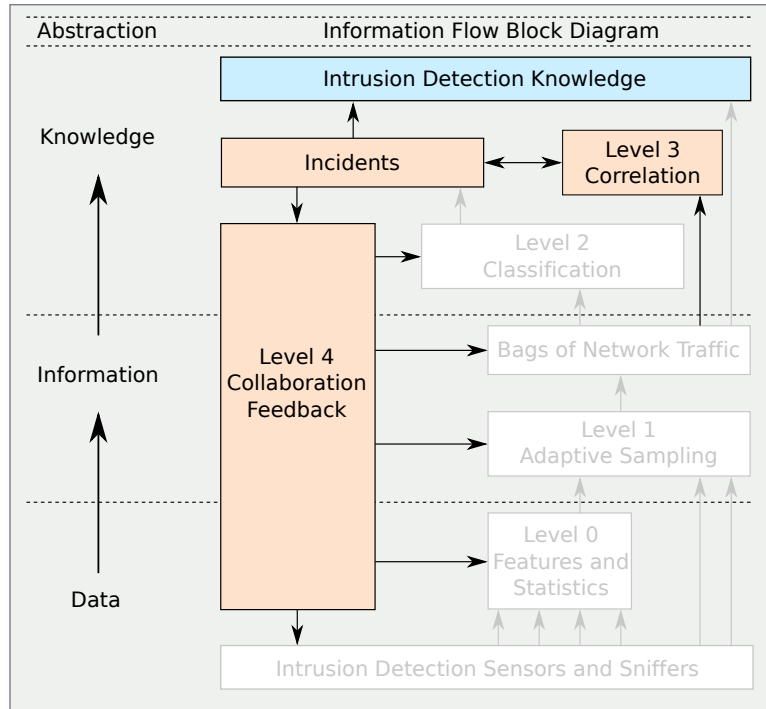 Abstraction
Information Flow Block Diagram
Intrusion Detection Knowledge
Knowledge
Incidents
Level 3
Correlation
Level 2
Classification
Level 4
Collaboration
Feedback
Bags of Network Traffic
Information
Level 1
Adaptive Sampling
Level 0
Features and
Statistics
Data
Intrusion Detection Sensors and Sniffers